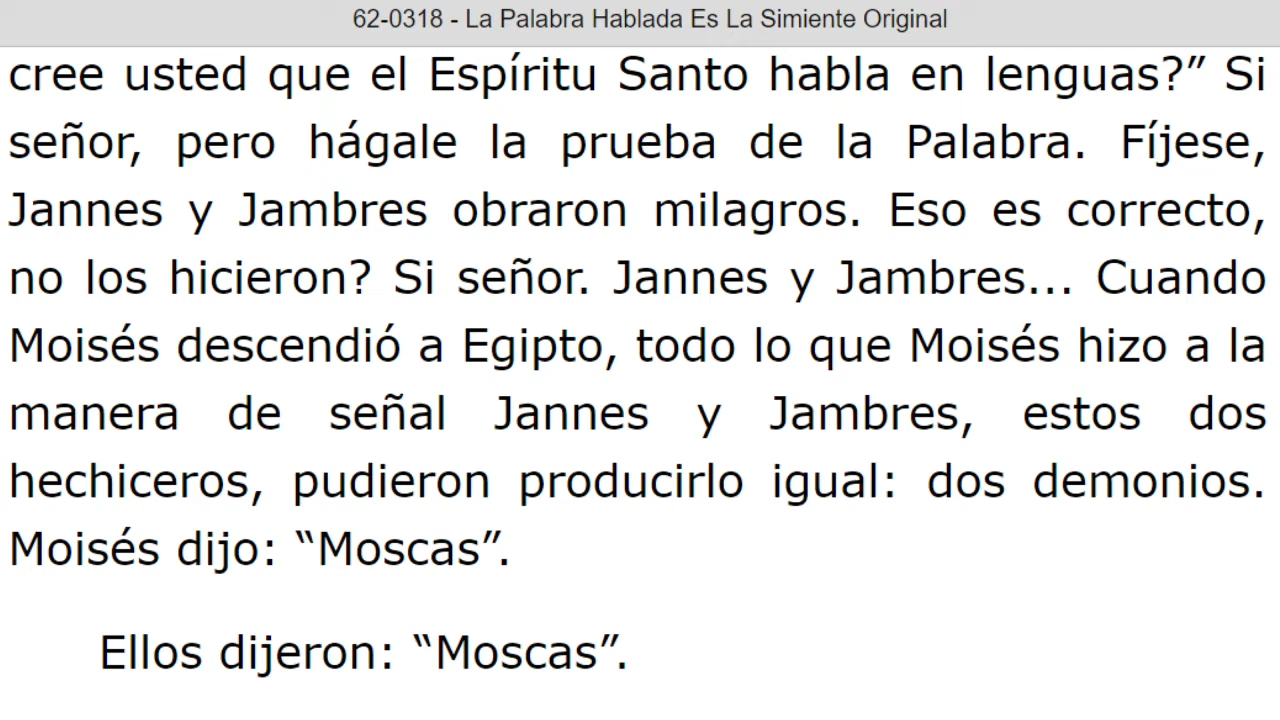 62-0318 - La Palabra Hablada Es La Simiente Original
cree usted que el Espíritu Santo habla en lenguas?” Si
señor, pero hágale la prueba de la Palabra. Fíjese,
Jannes y Jambres obraron milagros. Eso es correcto,
no los hicieron? Si señor. Jannes y Jambres... Cuando
Moisés descendió a Egipto, todo lo que Moisés hizo a la
manera de señal Jannes y Jambres, estos dos
hechiceros, pudieron producirlo igual: dos demonios.
Moisés dijo: “Moscas”.
Ellos dijeron: “Moscas”.